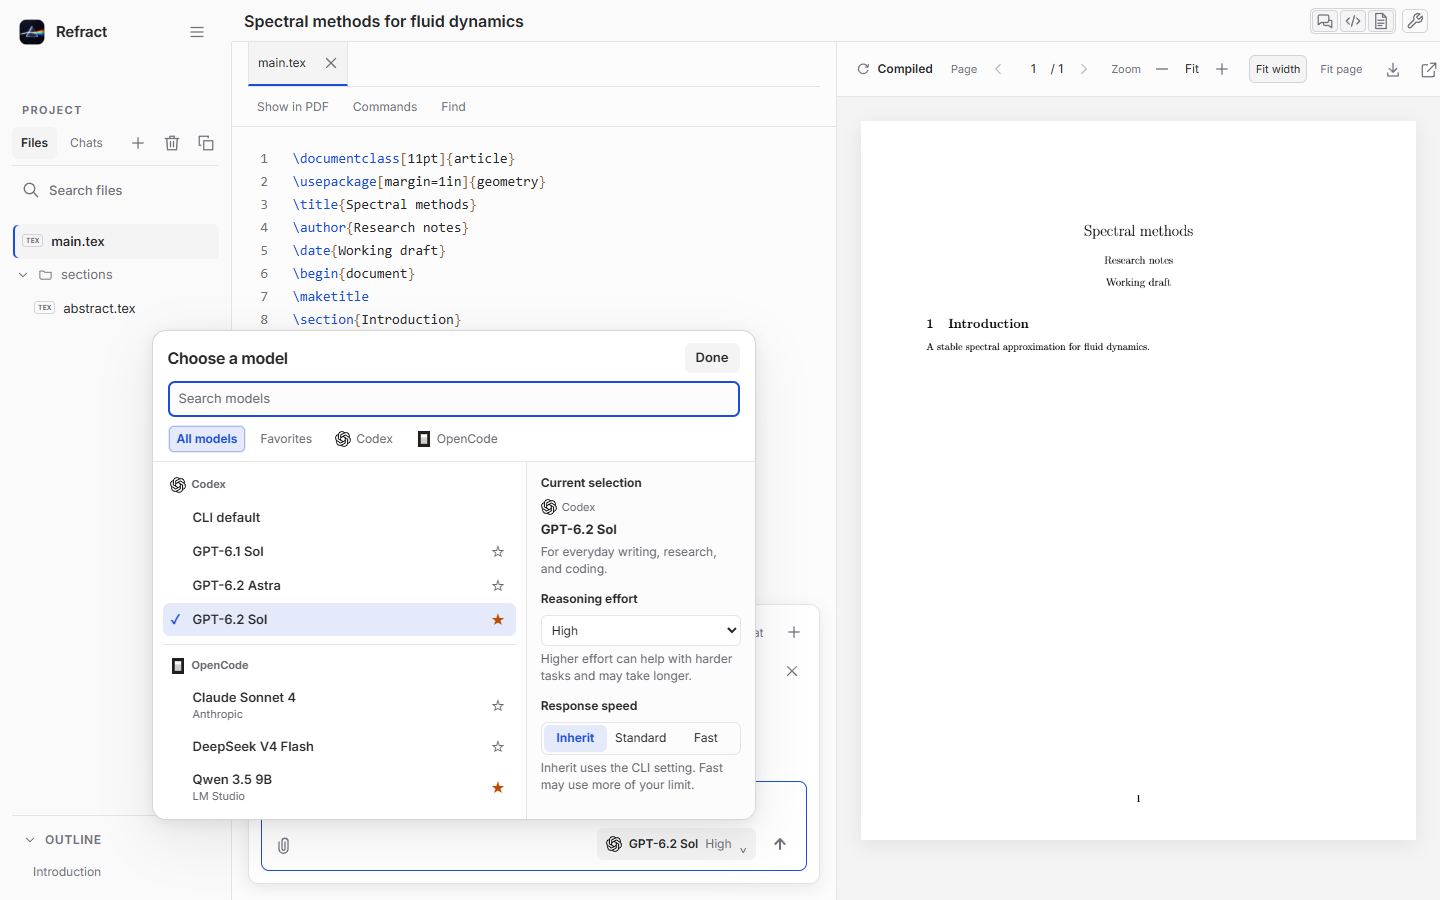 Refract
Spectral methods for fluid dynamics
PROJECT
Files
Chats
Search files
TEX main.tex
sections
TEX abstract.tex
OUTLINE
Introduction
main.tex
Show in PDF
Commands
Find
1 \documentclass[11pt]{article}
2 \usepackage[margin=1in]{geometry}
3 \title{Spectral methods}
4 \author{Research notes}
5 \date{Working draft}
6 \begin{document}
7 \maketitle
8 \section{Introduction}
Choose a model
Done
Search models
All models
Favorites
Codex
OpenCode
Codex
CLI default
GPT-6.1 Sol
GPT-6.2 Astra
GPT-6.2 Sol
OpenCode
Claude Sonnet 4
Anthropic
DeepSeek V4 Flash
Qwen 3.5 9B
LM Studio
Current selection
Codex
GPT-6.2 Sol
For everyday writing, research,
and coding.
Reasoning effort
High
Higher effort can help with harder
tasks and may take longer.
Response speed
Inherit
Standard
Fast
Inherit uses the CLI setting. Fast
may use more of your limit.
GPT-6.2 Sol High
Compiled
Page
1 / 1
Zoom
Fit
Fit width
Fit page
Spectral methods
Research notes
Working draft
1 Introduction
A stable spectral approximation for fluid dynamics.
1